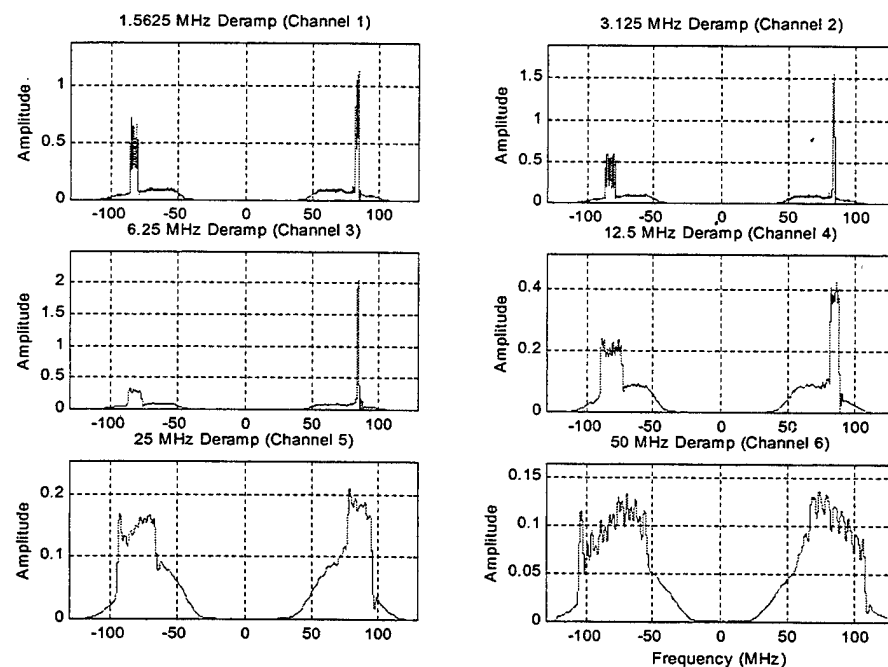 1.5625 MHz Deramp (Channel 1)
Amplitude
1
0.5
0
-100 -50 0 50 100
3.125 MHz Deramp (Channel 2)
Amplitude
1.5
1
0.5
0
-100 -50 0 50 100
6.25 MHz Deramp (Channel 3)
Amplitude
2
1.5
1
0.5
0
-100 -50 0 50 100
12.5 MHz Deramp (Channel 4)
Amplitude
0.4
0.2
0
-100 -50 0 50 100
25 MHz Deramp (Channel 5)
Amplitude
0.2
0.1
0
-100 -50 0 50 100
50 MHz Deramp (Channel 6)
Amplitude
0.15
0.1
0.05
0
-100 -50 0 50 100
Frequency (MHz)